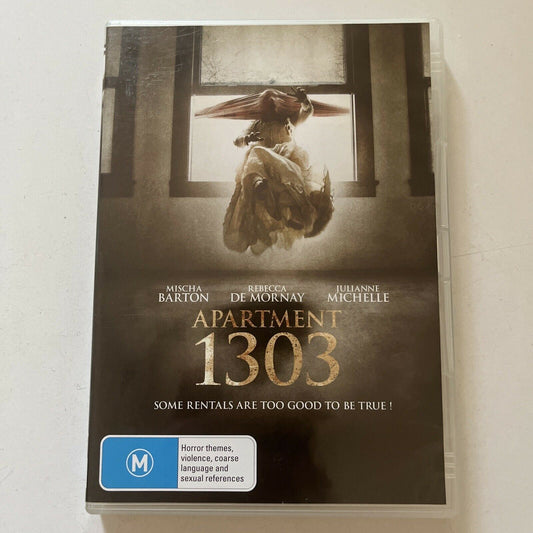 MISCHA REBECCA JULIANNE
BARTON DE MORNAY MICHELLE
APARTMENT
1303
SOME RENTALS ARE TOO GOOD TO BE TRUE !
M
Horror themes,
violence, coarse
language and
sexual references